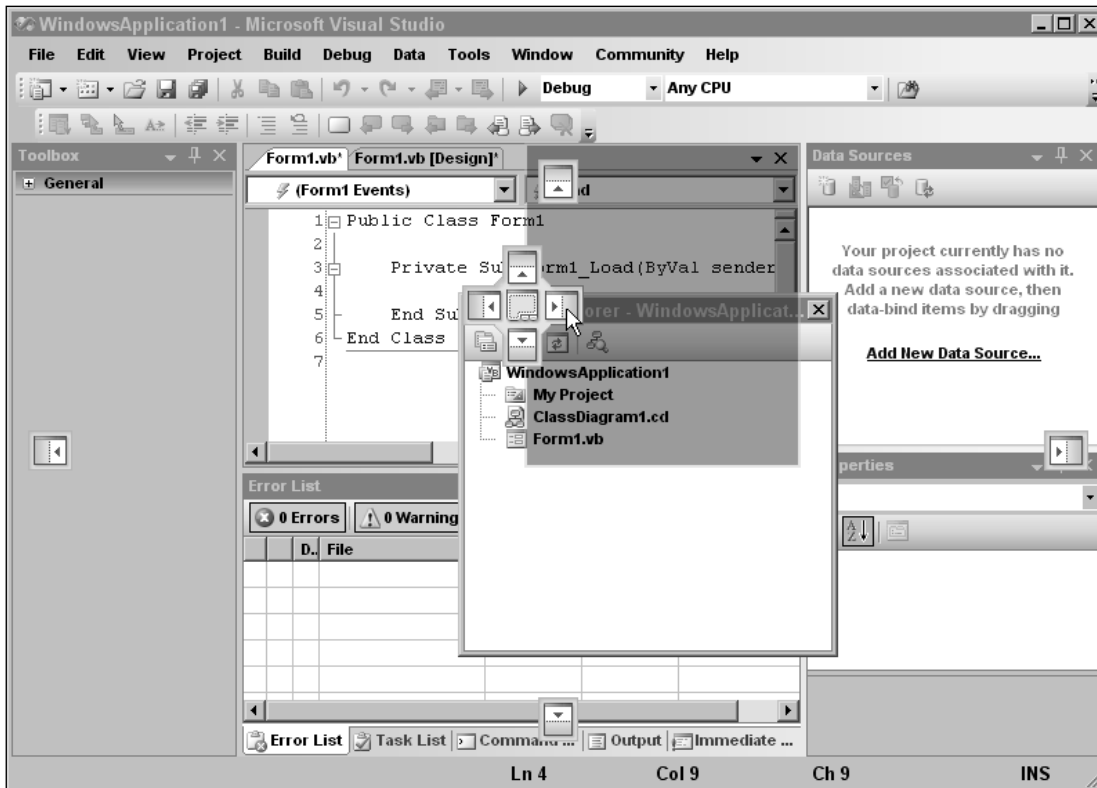 WindowsApplication1 - Microsoft Visual Studio
File Edit View Project Build Debug Data Tools Window Community Help
Debug Any CPU
Toolbox
General
Form1.vb* Form1.vb [Design]*
(Form1 Events)
1 Public Class Form1
2
3 Private Su orm1_Load(ByVal sender
4
5 End Su
6 End Class
7
Data Sources
Your project currently has no
data sources associated with it.
Add a new data source, then
data-bind items by dragging
Add New Data Source...
orer - WindowsApplicat...
WindowsApplication1
My Project
ClassDiagram1.cd
Form1.vb
perties
Error List
0 Errors 0 Warning
D.. File
Error List Task List Comman... Output Immediate ...
Ln 4 Col 9 Ch 9 INS